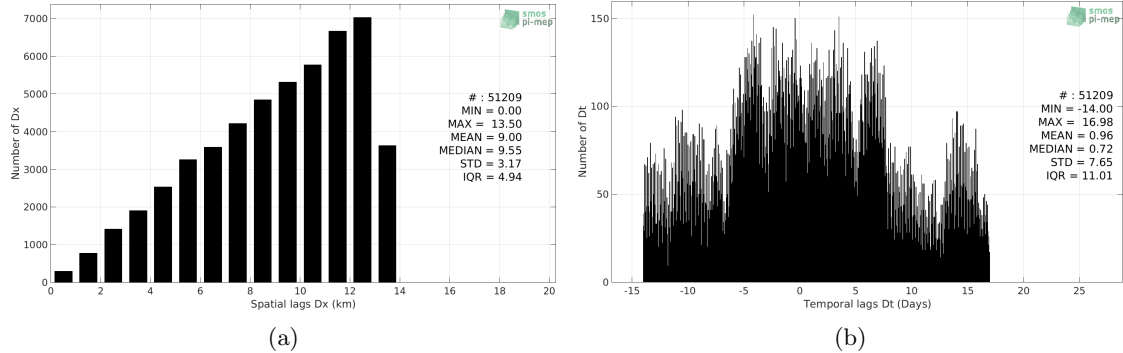 smos
pi-mep
7000
6000
5000
4000
3000
2000
1000
0
Number of Dx
# : 51209
MIN = 0.00
MAX = 13.50
MEAN = 9.00
MEDIAN = 9.55
STD = 3.17
IQR = 4.94
0 2 4 6 8 10 12 14 16 18 20
Spatial lags Dx (km)
(a)
smos
pi-mep
150
100
50
0
Number of Dt
# : 51209
MIN = -14.00
MAX = 16.98
MEAN = 0.96
MEDIAN = 0.72
STD = 7.65
IQR = 11.01
-15 -10 -5 0 5 10 15 20 25
Temporal lags Dt (Days)
(b)